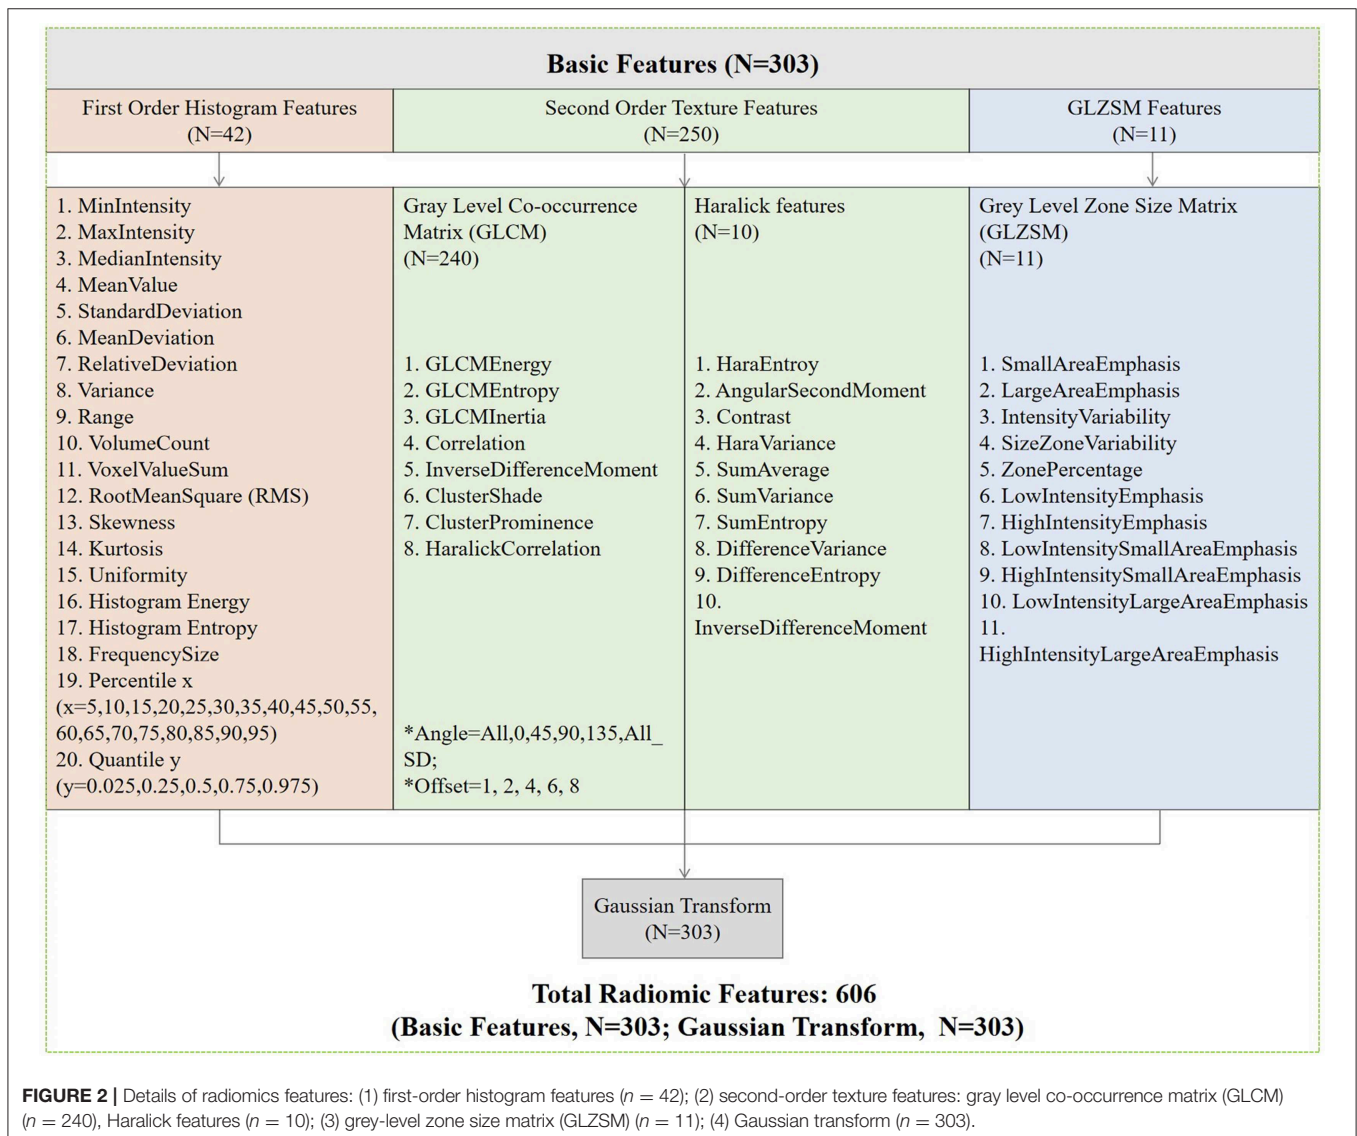 Basic Features (N=303)
First Order Histogram Features
(N=42)
Second Order Texture Features
(N=250)
GLZSM Features
(N=11)
1. MinIntensity
2. MaxIntensity
3. MedianIntensity
4. MeanValue
5. StandardDeviation
6. MeanDeviation
7. RelativeDeviation
8. Variance
9. Range
10. VolumeCount
11. VoxelValueSum
12. RootMeanSquare (RMS)
13. Skewness
14. Kurtosis
15. Uniformity
16. Histogram Energy
17. Histogram Entropy
18. FrequencySize
19. Percentile x
(x=5,10,15,20,25,30,35,40,45,50,55,
60,65,70,75,80,85,90,95)
20. Quantile y
(y=0.025,0.25,0.5,0.75,0.975)
Gray Level Co-occurrence
Matrix (GLCM)
(N=240)
1. GLCMEnergy
2. GLCMEntropy
3. GLCMInertia
4. Correlation
5. InverseDifferenceMoment
6. ClusterShade
7. ClusterProminence
8. HaralickCorrelation
*Angle=All,0,45,90,135,All_
SD;
*Offset=1, 2, 4, 6, 8
Haralick features
(N=10)
1. HaraEntroy
2. AngularSecondMoment
3. Contrast
4. HaraVariance
5. SumAverage
6. SumVariance
7. SumEntropy
8. DifferenceVariance
9. DifferenceEntropy
10.
InverseDifferenceMoment
Grey Level Zone Size Matrix
(GLZSM)
(N=11)
1. SmallAreaEmphasis
2. LargeAreaEmphasis
3. IntensityVariability
4. SizeZoneVariability
5. ZonePercentage
6. LowIntensityEmphasis
7. HighIntensityEmphasis
8. LowIntensitySmallAreaEmphasis
9. HighIntensitySmallAreaEmphasis
10. LowIntensityLargeAreaEmphasis
11.
HighIntensityLargeAreaEmphasis
Gaussian Transform
(N=303)
Total Radiomic Features: 606
(Basic Features, N=303; Gaussian Transform,  N=303)
FIGURE 2 | Details of radiomics features: (1) first-order histogram features (n = 42); (2) second-order texture features: gray level co-occurrence matrix (GLCM)
(n = 240), Haralick features (n = 10); (3) grey-level zone size matrix (GLZSM) (n = 11); (4) Gaussian transform (n = 303).